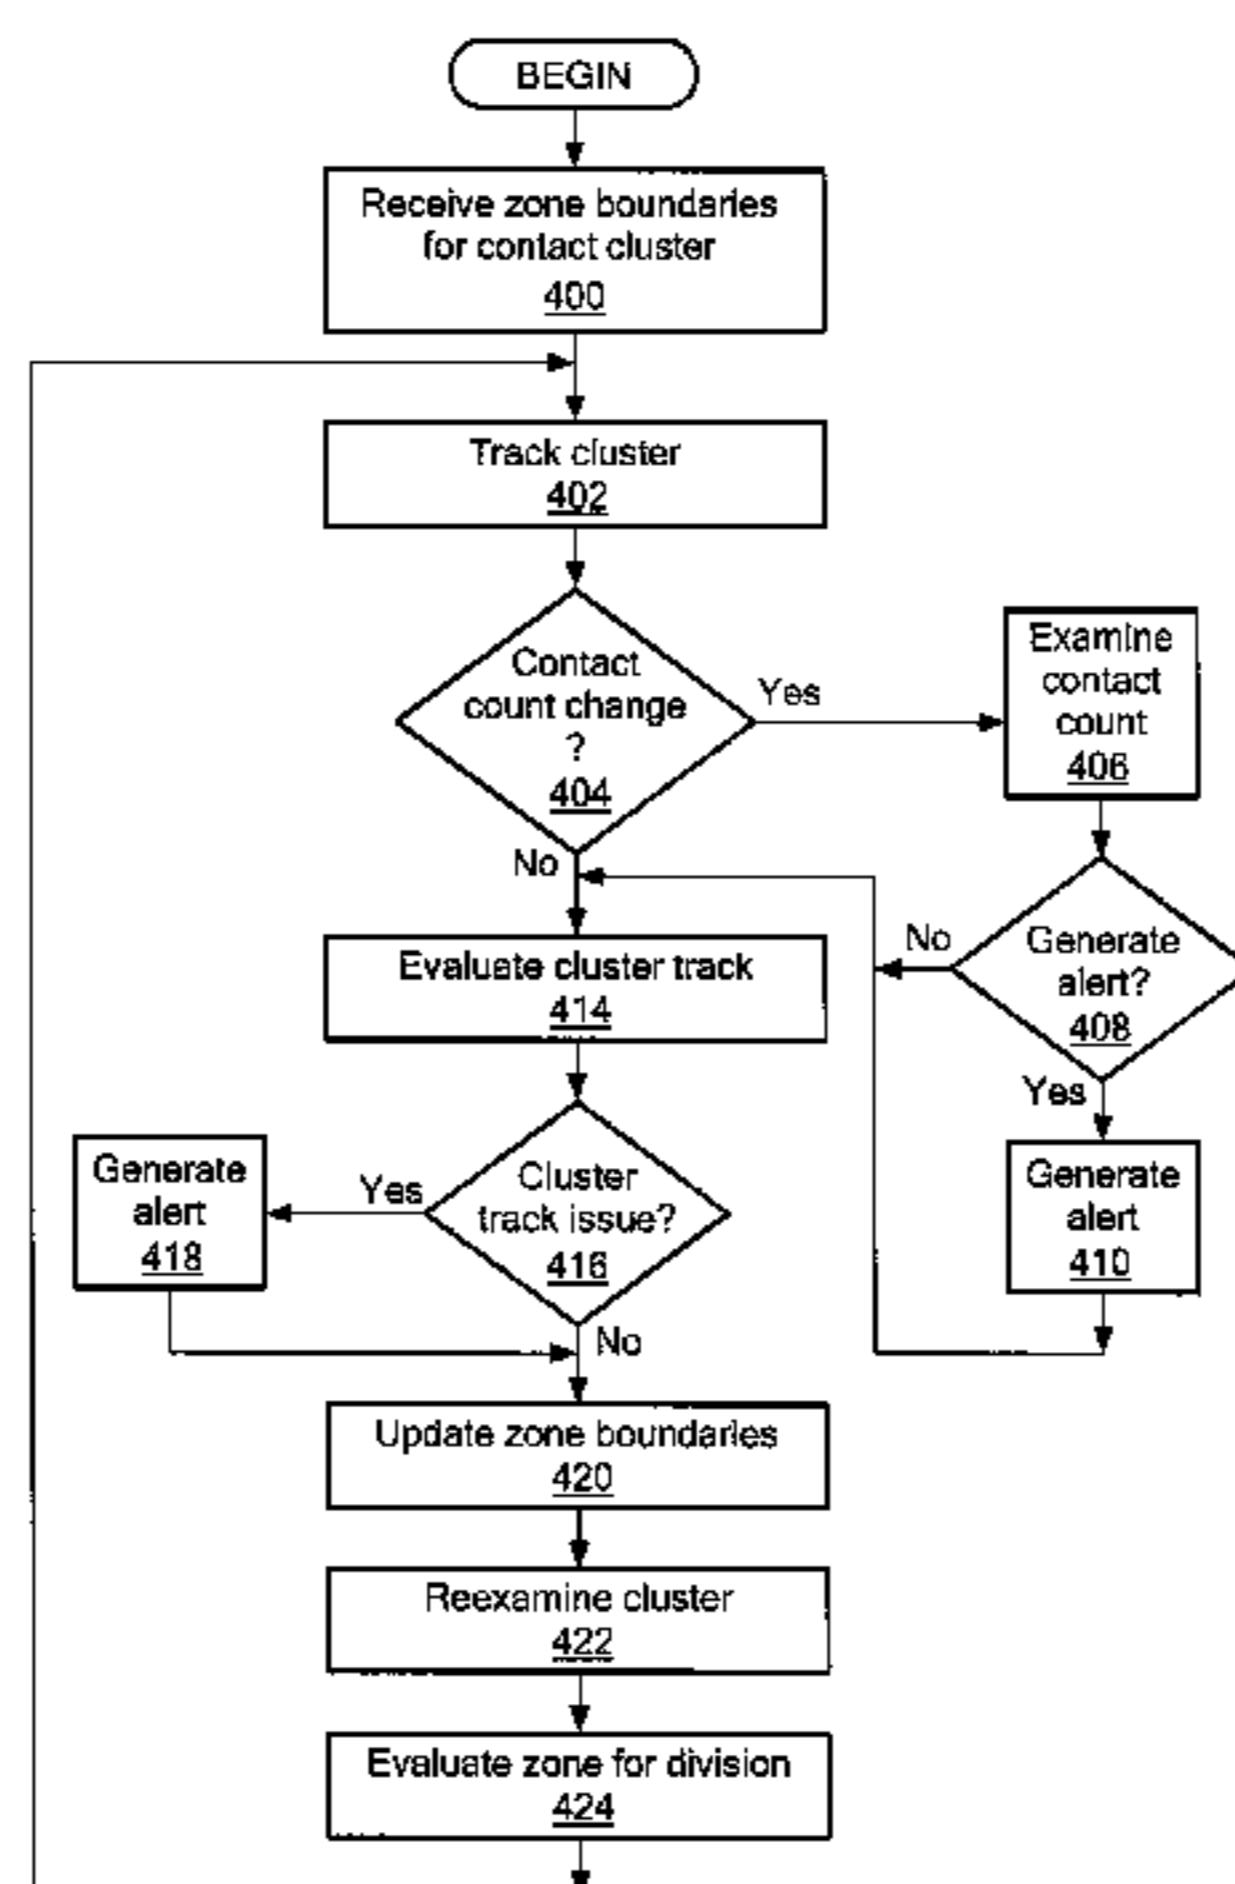 BEGIN
Receive zone boundaries
for contact cluster
400
Track cluster
402
Contact
count change
?
404
Yes
Examine
contact
count
406
No
Generate
alert?
408
No
Yes
Generate
alert
410
Evaluate cluster track
414
Cluster
track issue?
416
Yes
Generate
alert
418
No
Update zone boundaries
420
Reexamine cluster
422
Evaluate zone for division
424